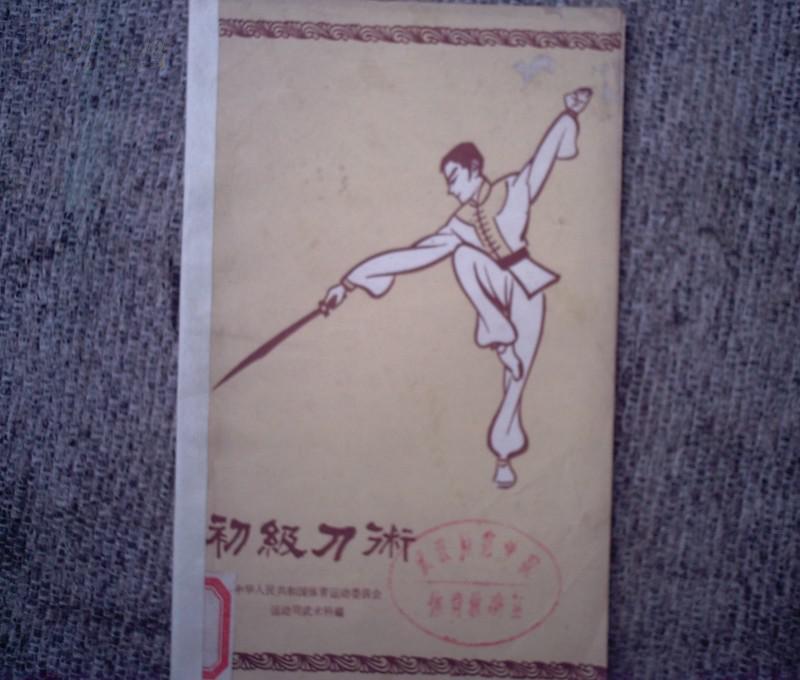 初級刀術
中华人民共和国体育运动委员会
运动司武术科編